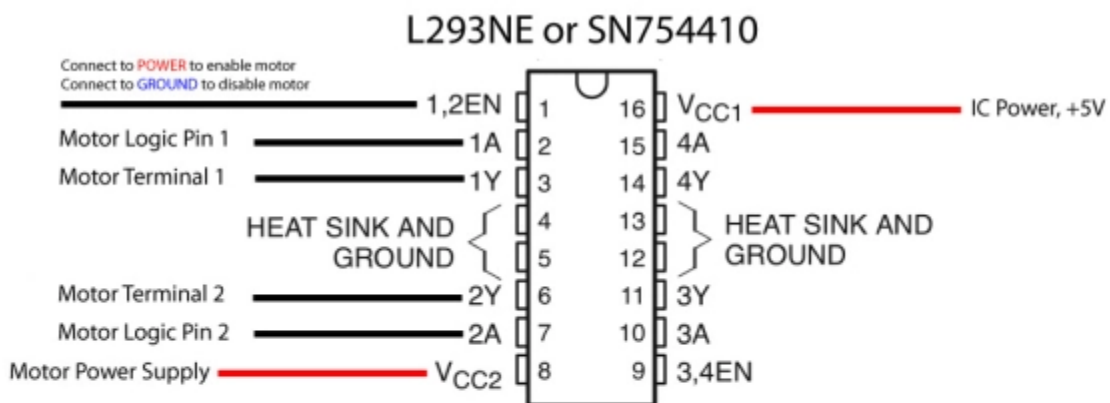 L293NE or SN754410
Connect to POWER to enable motor
Connect to GROUND to disable motor
1,2EN 1 16 VCC1 IC Power, +5V
Motor Logic Pin 1 1A 2 15 4A
Motor Terminal 1 1Y 3 14 4Y
HEAT SINK AND GROUND 4 13 HEAT SINK AND GROUND
5 12
Motor Terminal 2 2Y 6 11 3Y
Motor Logic Pin 2 2A 7 10 3A
Motor Power Supply VCC2 8 9 3,4EN